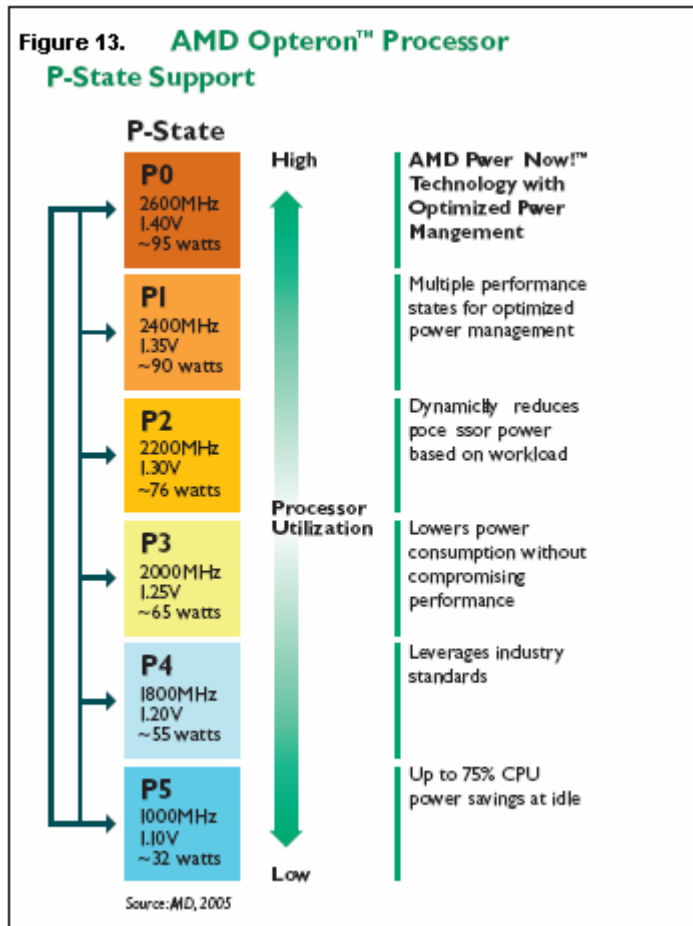 Figure 13. AMD Opteron™ Processor
P-State Support
P-State
P0
2600MHz
1.40V
~95 watts
P1
2400MHz
1.35V
~90 watts
P2
2200MHz
1.30V
~76 watts
P3
2000MHz
1.25V
~65 watts
P4
1800MHz
1.20V
~55 watts
P5
1000MHz
1.10V
~32 watts
High
Processor
Utilization
Low
AMD Pwer Now!™
Technology with
Optimized Pwer
Mangement
Multiple performance
states for optimized
power management
Dynamiclly reduces
poce ssor power
based on workload
Lowers power
consumption without
compromising
performance
Leverages industry
standards
Up to 75% CPU
power savings at idle
Source:MD, 2005